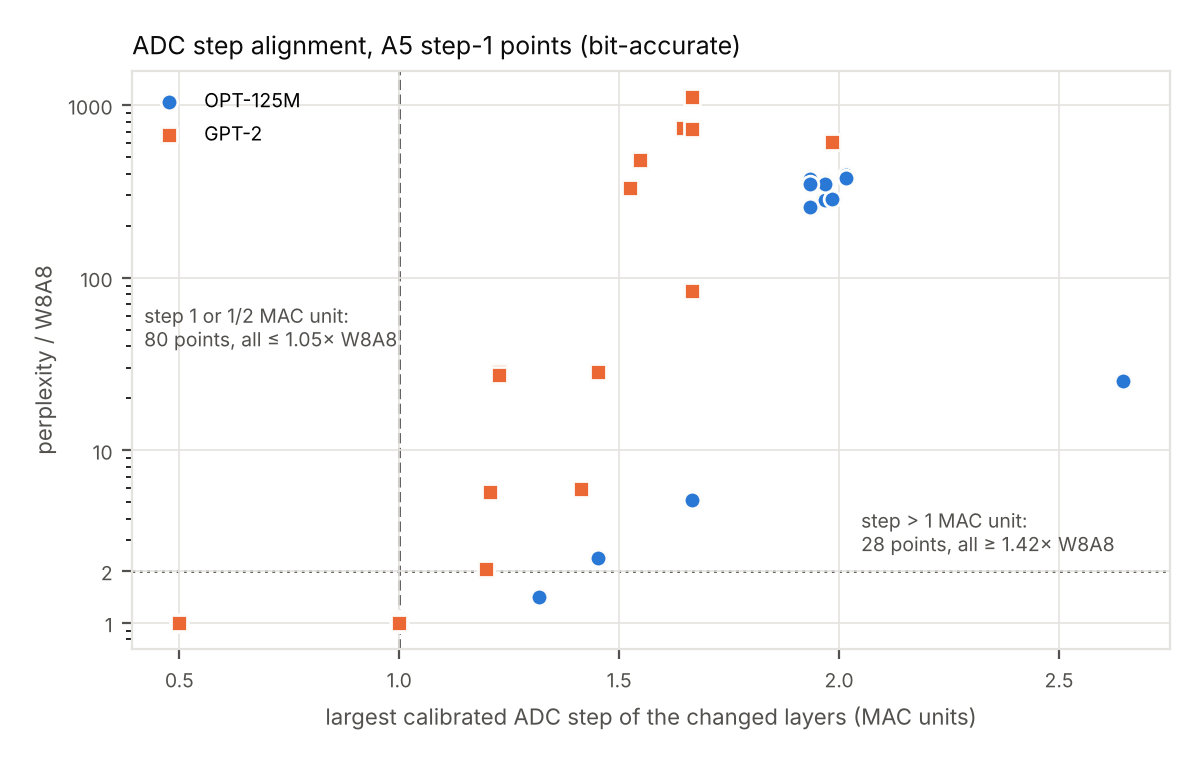 ADC step alignment, A5 step-1 points (bit-accurate)
OPT-125M
GPT-2
1000
100
10
2
1
perplexity / W8A8
step 1 or 1/2 MAC unit:
80 points, all ≤ 1.05× W8A8
step > 1 MAC unit:
28 points, all ≥ 1.42× W8A8
0.5
1.0
1.5
2.0
2.5
largest calibrated ADC step of the changed layers (MAC units)